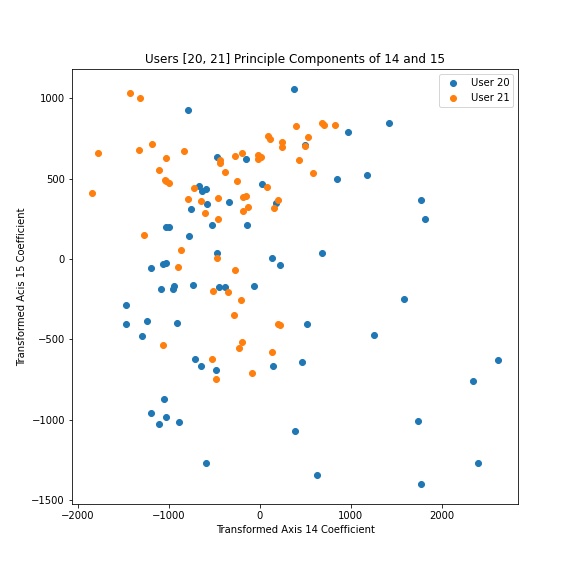 Users [20, 21] Principle Components of 14 and 15
User 20
User 21
Transformed Acis 15 Coefficient
1000
500
0
−500
−1000
−1500
−2000
−1000
0
1000
2000
Transformed Axis 14 Coefficient